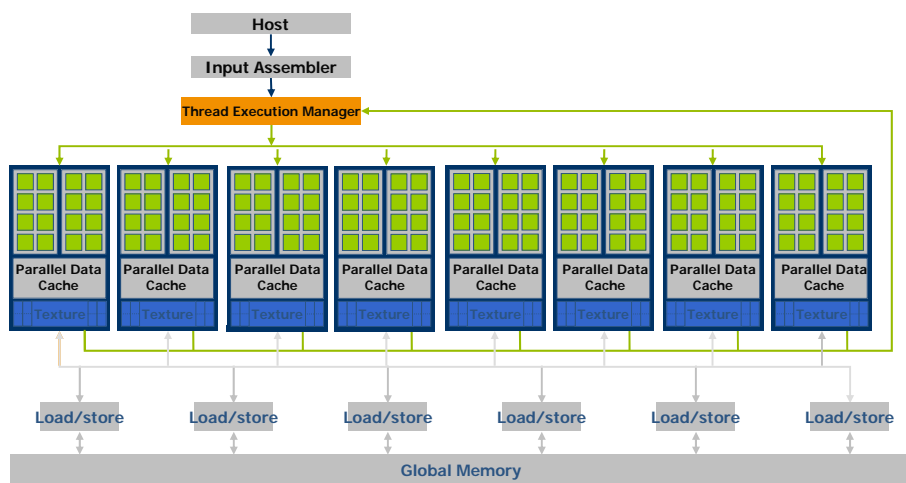 Host
Input Assembler
Thread Execution Manager
Parallel Data
Cache
Texture
Parallel Data
Cache
Texture
Parallel Data
Cache
Texture
Parallel Data
Cache
Texture
Parallel Data
Cache
Texture
Parallel Data
Cache
Texture
Parallel Data
Cache
Texture
Parallel Data
Cache
Texture
Load/store
Load/store
Load/store
Load/store
Load/store
Load/store
Global Memory